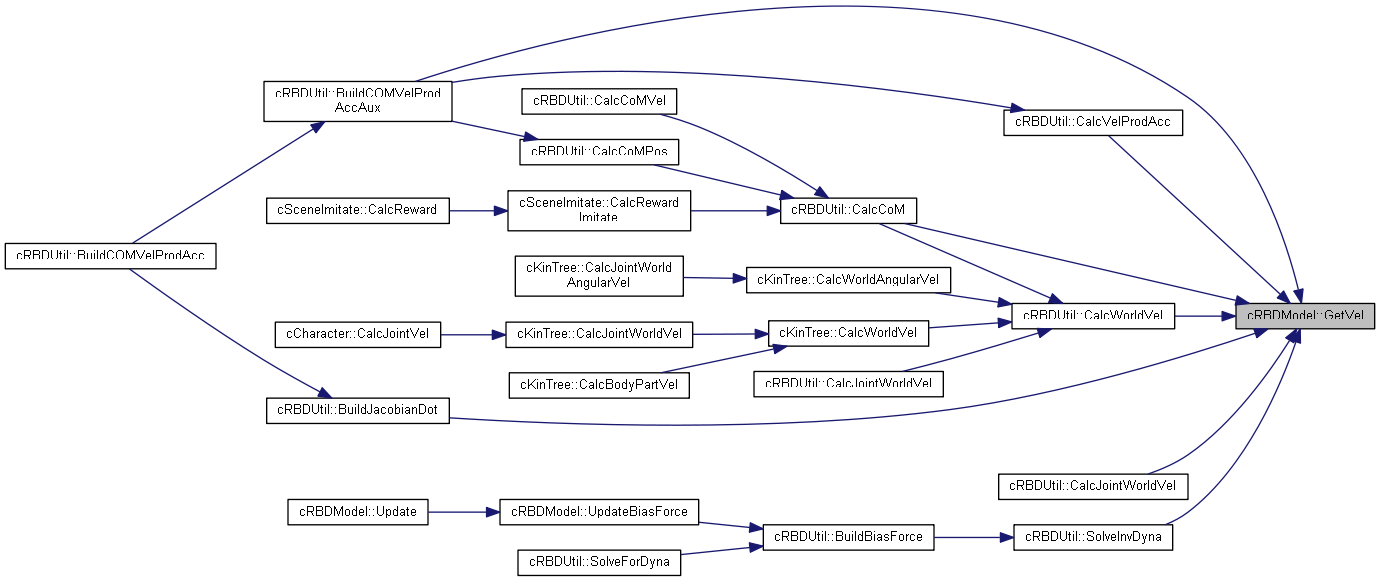 cRBDUtil::BuildCOMVelProd
AccAux
cRBDUtil::CalcCoMVel
cRBDUtil::CalcVelProdAcc
cRBDUtil::CalcCoMPos
cSceneImitate::CalcReward
cSceneImitate::CalcReward
Imitate
cRBDUtil::CalcCoM
cRBDUtil::BuildCOMVelProdAcc
cKinTree::CalcJointWorld
AngularVel
cKinTree::CalcWorldAngularVel
cRBDUtil::CalcWorldVel
cRBDModel::GetVel
cCharacter::CalcJointVel
cKinTree::CalcJointWorldVel
cKinTree::CalcWorldVel
cKinTree::CalcBodyPartVel
cRBDUtil::CalcJointWorldVel
cRBDUtil::BuildJacobianDot
cRBDUtil::CalcJointWorldVel
cRBDModel::Update
cRBDModel::UpdateBiasForce
cRBDUtil::BuildBiasForce
cRBDUtil::SolveInvDyna
cRBDUtil::SolveForDyna